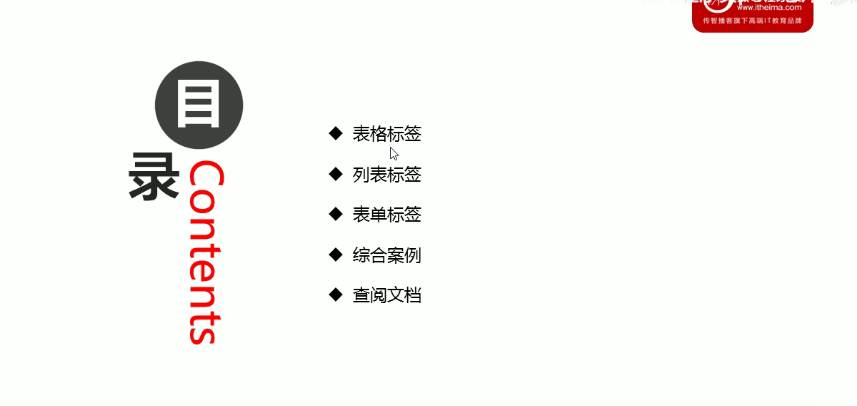 www.itheima.com
传智播客旗下高端IT教育品牌
目
录
Contents
◆ 表格标签
◆ 列表标签
◆ 表单标签
◆ 综合案例
◆ 查阅文档